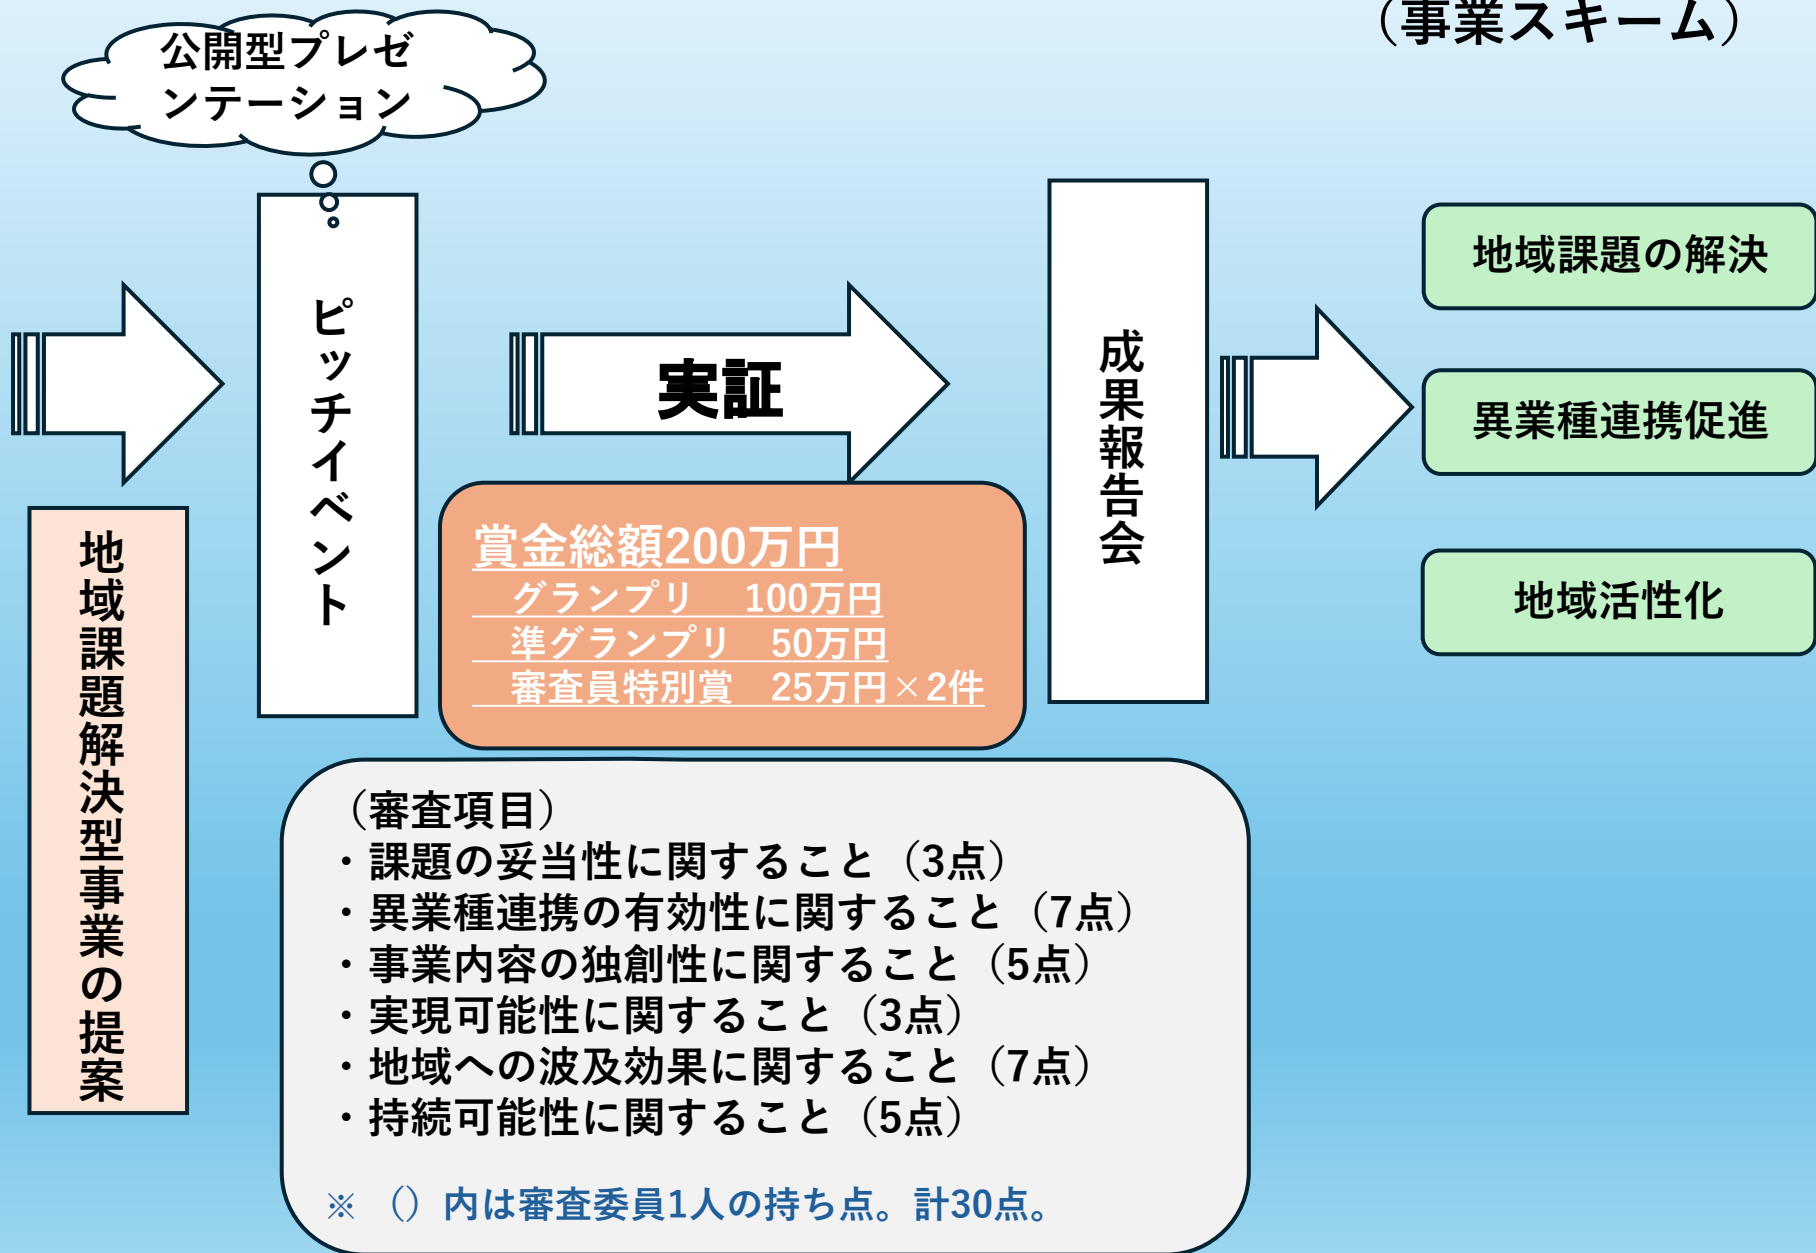 （事業スキーム）
公開型プレゼ
ンテーション
地域課題解決型事業の提案
ピッチイベント
実証
賞金総額200万円
グランプリ　100万円
準グランプリ　50万円
審査員特別賞　25万円×2件
成果報告会
地域課題の解決
異業種連携促進
地域活性化
（審査項目）
・課題の妥当性に関すること（3点）
・異業種連携の有効性に関すること（7点）
・事業内容の独創性に関すること（5点）
・実現可能性に関すること（3点）
・地域への波及効果に関すること（7点）
・持続可能性に関すること（5点）
※（）内は審査委員1人の持ち点。計30点。